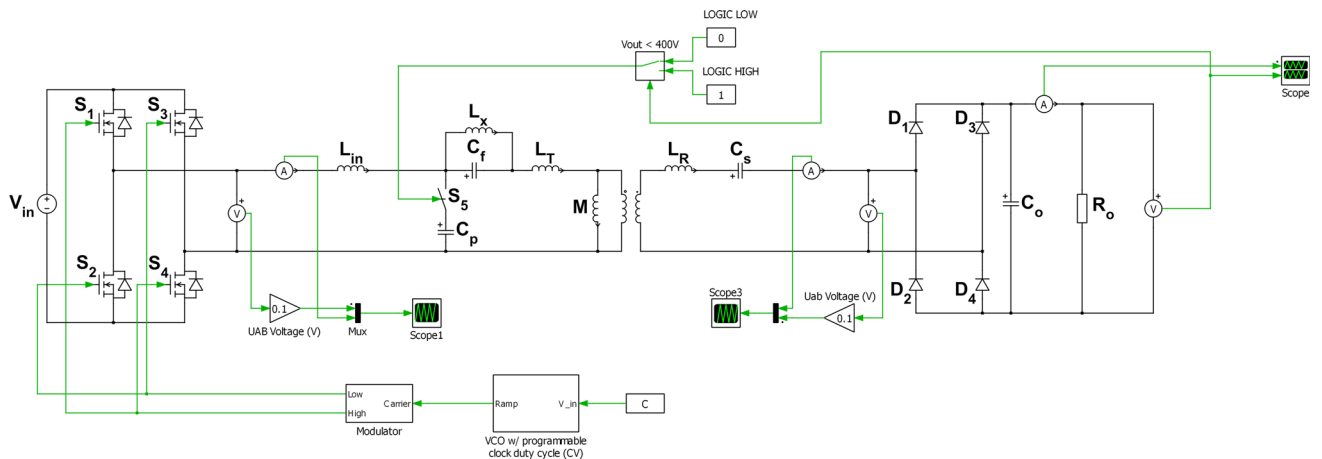 LOGIC LOW
0
Vout < 400V
LOGIC HIGH
1
Scope
S1
S3
Lx
Cf
Lin
LT
LR
Cs
A
A
A
D1
D3
Vin
+
−
V
+
S5
+
Cp
M
+
V
+
Co
Ro
+
V
S2
S4
D2
D4
0.1
UAB Voltage (V)
Mux
Scope1
Scope3
Uab Voltage (V)
0.1
Low
High
Carrier
Modulator
Ramp
V_in
VCO w/ programmable
clock duty cycle (CV)
C